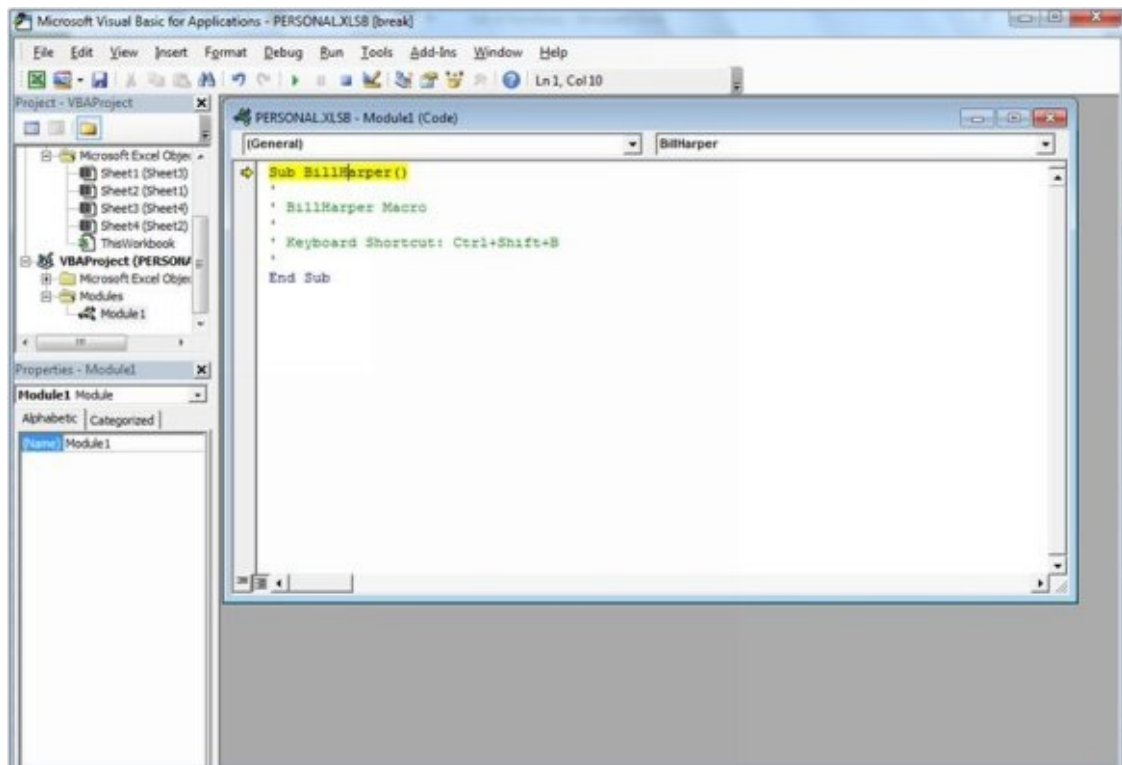 Microsoft Visual Basic for Applications - PERSONAL.XLSB [break]
File Edit View Insert Format Debug Run Tools Add-Ins Window Help
Ln 1, Col 10
Project - VBAProject
Microsoft Excel Objec
Sheet1 (Sheet3)
Sheet2 (Sheet1)
Sheet3 (Sheet4)
Sheet4 (Sheet2)
ThisWorkbook
VBAProject (PERSONA
Microsoft Excel Objec
Modules
Module1
Properties - Module1
Module1 Module
Alphabetic Categorized
(Name) Module1
PERSONAL.XLSB - Module1 (Code)
(General) BillHarper
Sub BillHarper()
'
' BillHarper Macro
'
' Keyboard Shortcut: Ctrl+Shift+B
'
End Sub